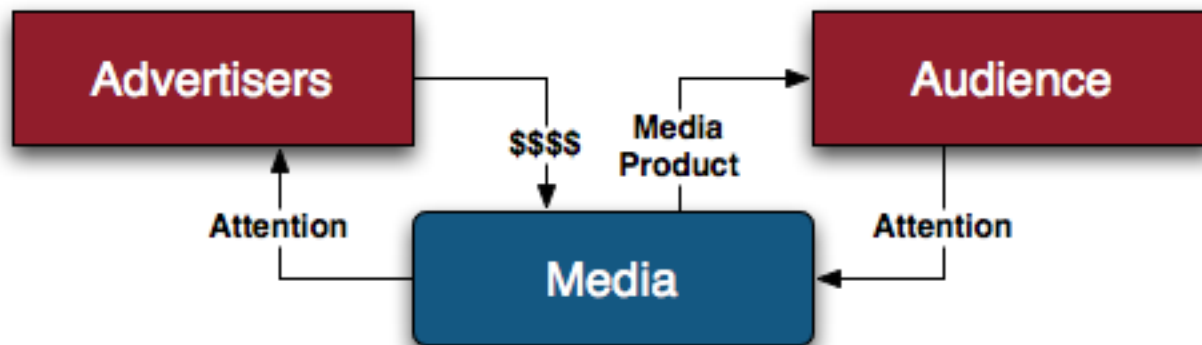 Advertisers
Audience
$$$$
Media
Product
Attention
Attention
Media